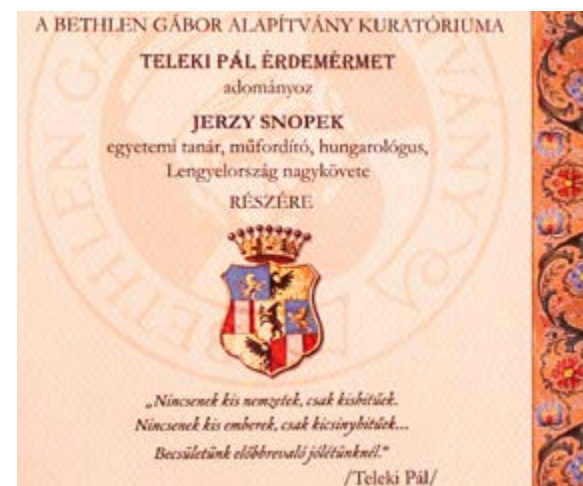 A BETHLEN GÁBOR ALAPÍTVÁNY KURATÓRIUMA
TELEKI PÁL ÉRDEMÉRMET
adományoz
JERZY SNOPEK
egyetemi tanár, műfordító, hungarológus,
Lengyelország nagykövete
RÉSZÉRE
„Nincsenek kis nemzetek, csak kishitűek.
Nincsenek kis emberek, csak kicsinyhitűek...
Becsületünk előbbrevaló jólétünknél.”
/Teleki Pál/